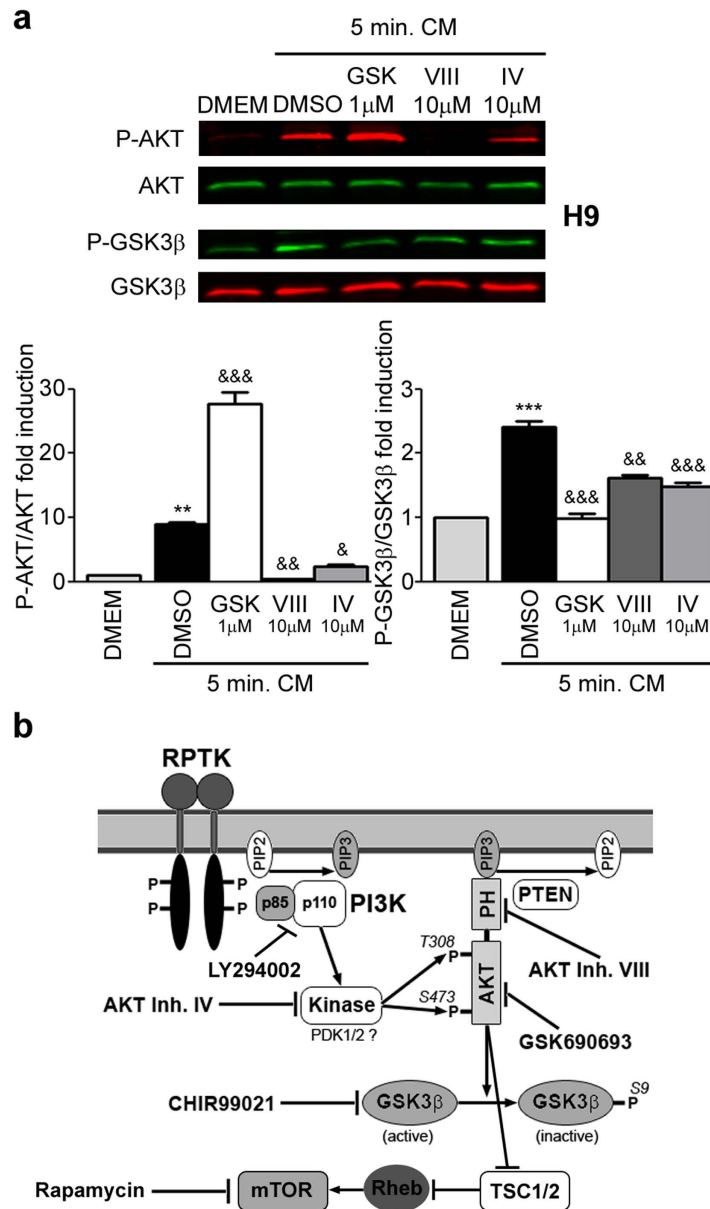 a
5 min. CM
GSK VIII IV
DMEM DMSO 1µM 10µM 10µM
P-AKT
AKT
H9
P-GSK3β
GSK3β
P-AKT/AKT fold induction
30
20
10
0
**
&&&
&&
&
DMEM
DMSO
GSK
1µM
VIII
10µM
IV
10µM
5 min. CM
P-GSK3β/GSK3β fold induction
3
2
1
0
***
&&&
&&
&&&
DMEM
DMSO
GSK
1µM
VIII
10µM
IV
10µM
5 min. CM
b
RPTK
PIP2
PIP3
PIP3
PIP2
P
P
P
P
p85
p110
PI3K
PH
PTEN
LY294002
T308
P
AKT Inh. VIII
AKT Inh. IV
Kinase
PDK1/2 ?
S473
P
AKT
GSK690693
CHIR99021
GSK3β
(active)
GSK3β
(inactive)
S9
P
Rapamycin
mTOR
Rheb
TSC1/2